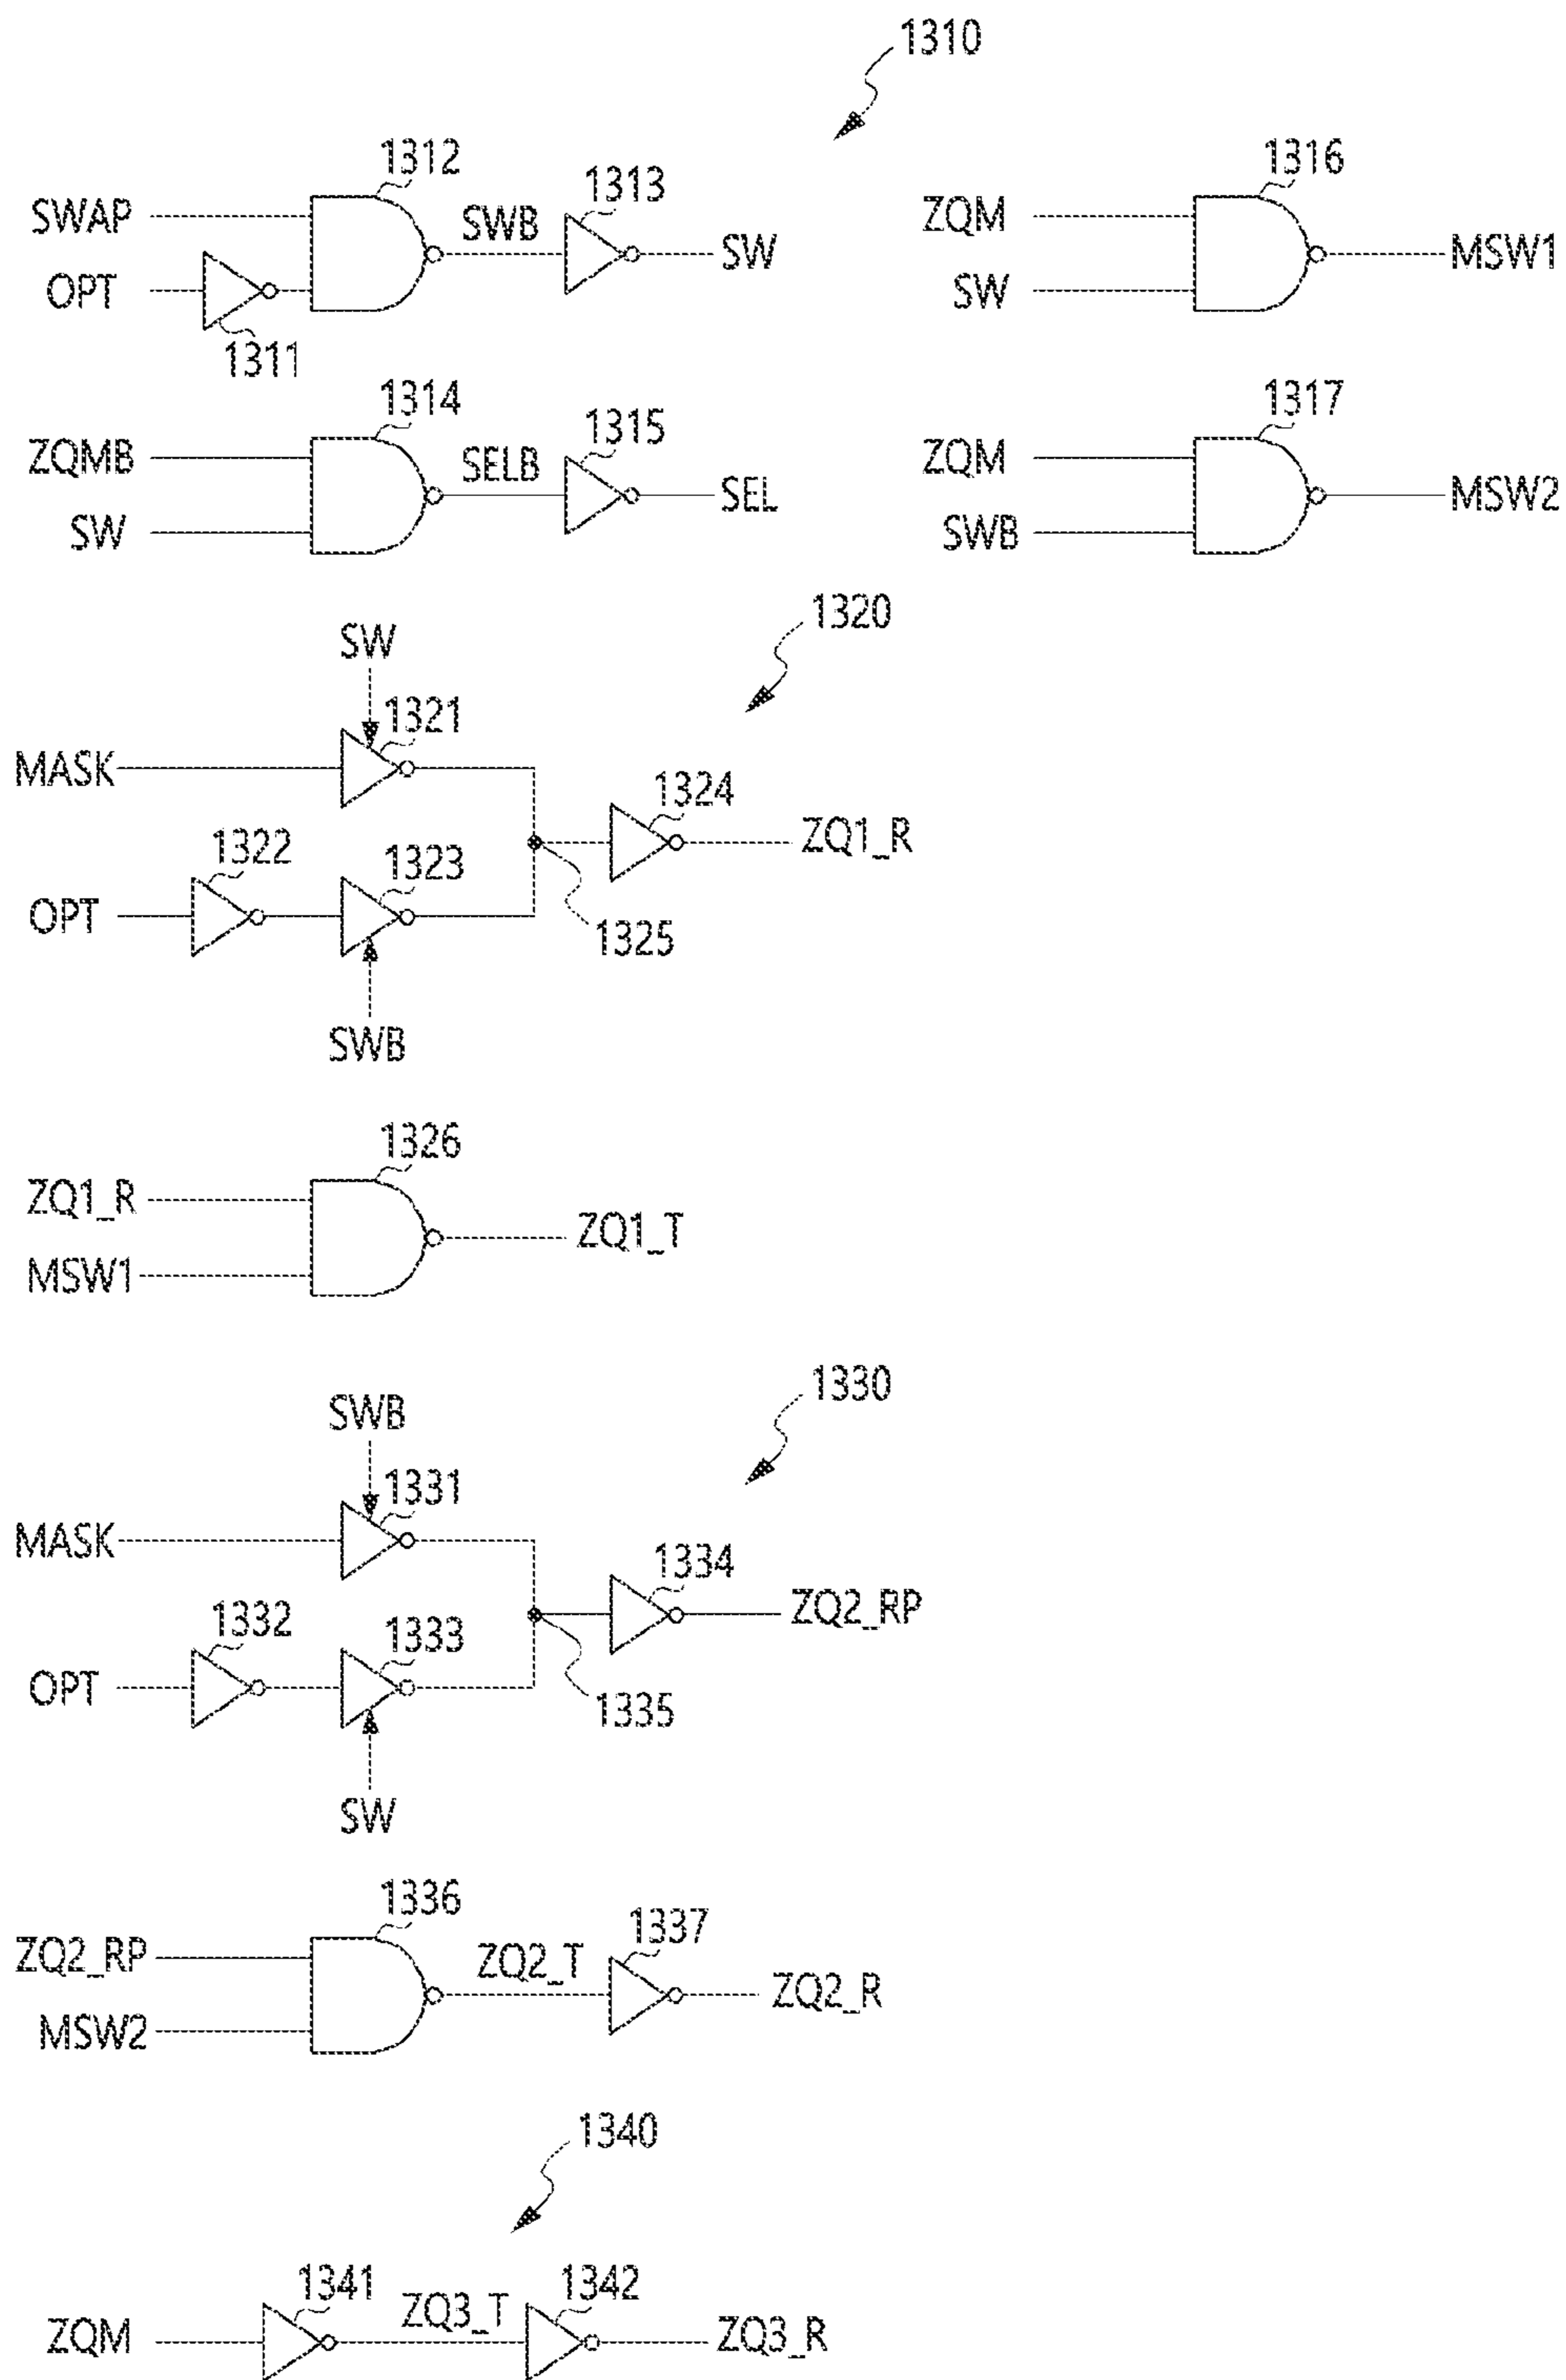 1310
1312
1313
1316
SWAP
SWB
SW
ZQM
MSW1
OPT
SW
1311
1314
1315
1317
ZQMB
SELB
SEL
ZQM
MSW2
SW
SWB
1320
SW
1321
MASK
1324
ZQ1_R
1322
1323
OPT
1325
SWB
1326
ZQ1_R
ZQ1_T
MSW1
1330
SWB
1331
MASK
1334
ZQ2_RP
1332
1333
OPT
1335
SW
1336
1337
ZQ2_RP
ZQ2_T
ZQ2_R
MSW2
1340
1341
1342
ZQM
ZQ3_T
ZQ3_R